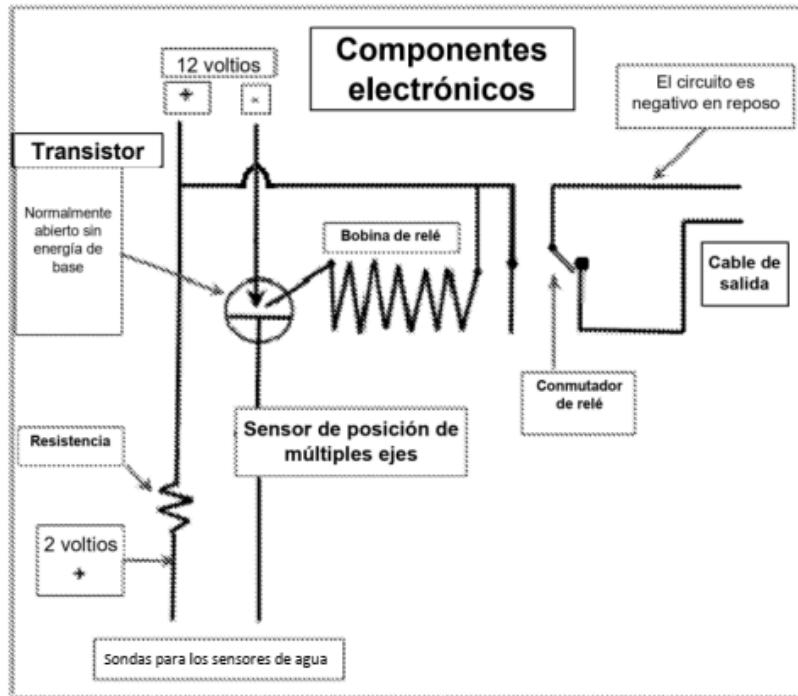 Componentes
electrónicos
12 voltios
+
-
El circuito es
negativo en reposo
Transistor
Normalmente
abierto sin
energía de
base
Bobina de relé
Cable de
salida
Conmutador
de relé
Sensor de posición de
múltiples ejes
Resistencia
2 voltios
+
Sondas para los sensores de agua